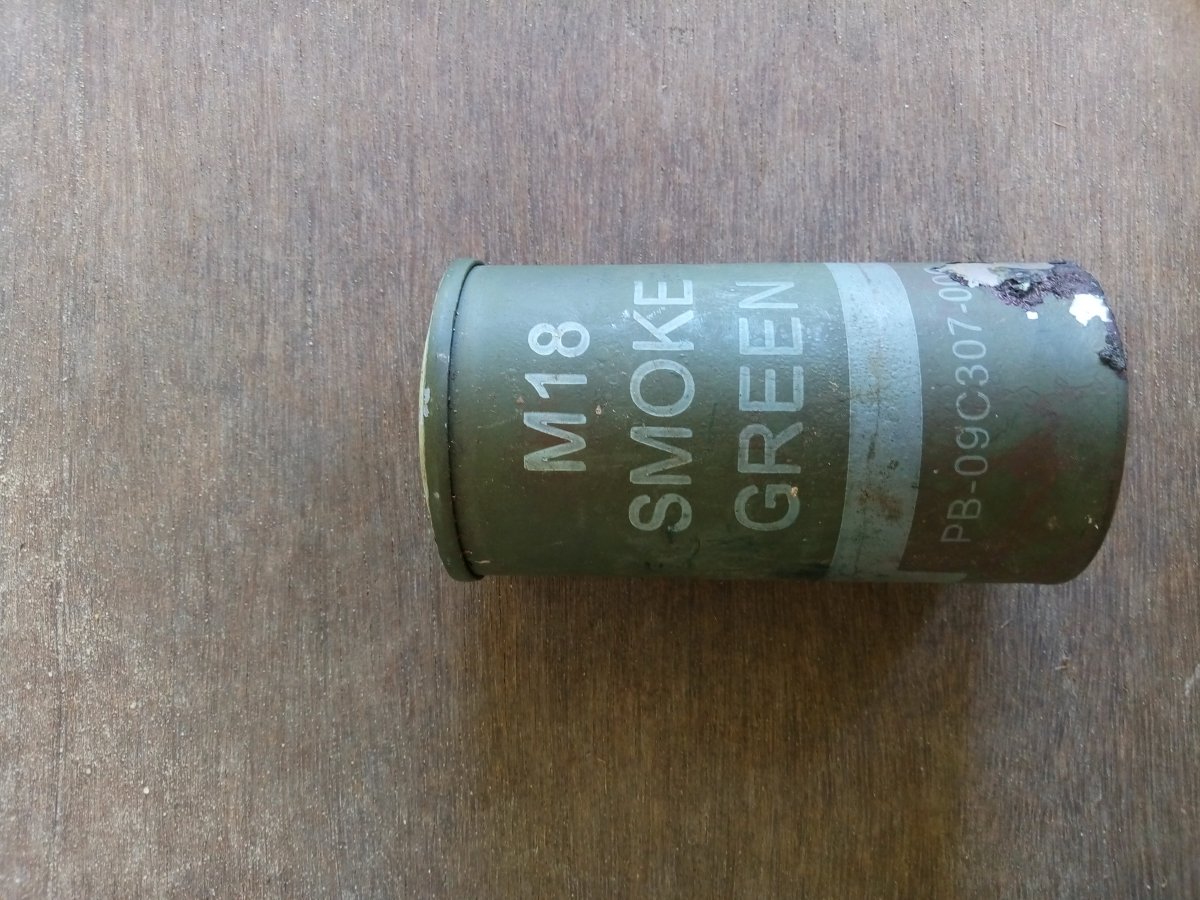 M18
SMOKE
GREEN
PB-09C307-00